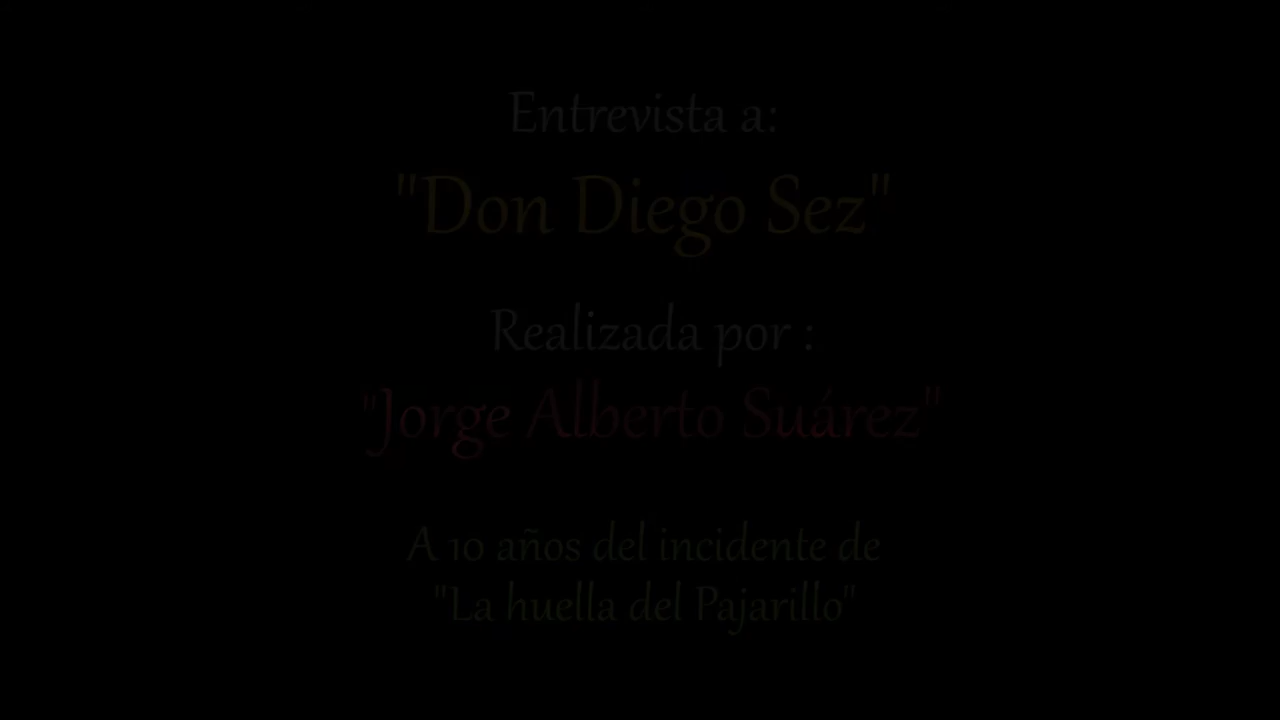 Entrevista a:
"Don Diego Sez"
Realizada por :
"Jorge Alberto Suárez"
A 10 años del incidente de
"La huella del Pajarillo"